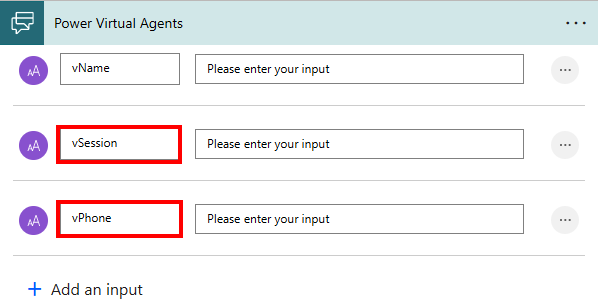 Power Virtual Agents
vName Please enter your input
vSession Please enter your input
vPhone Please enter your input
+ Add an input